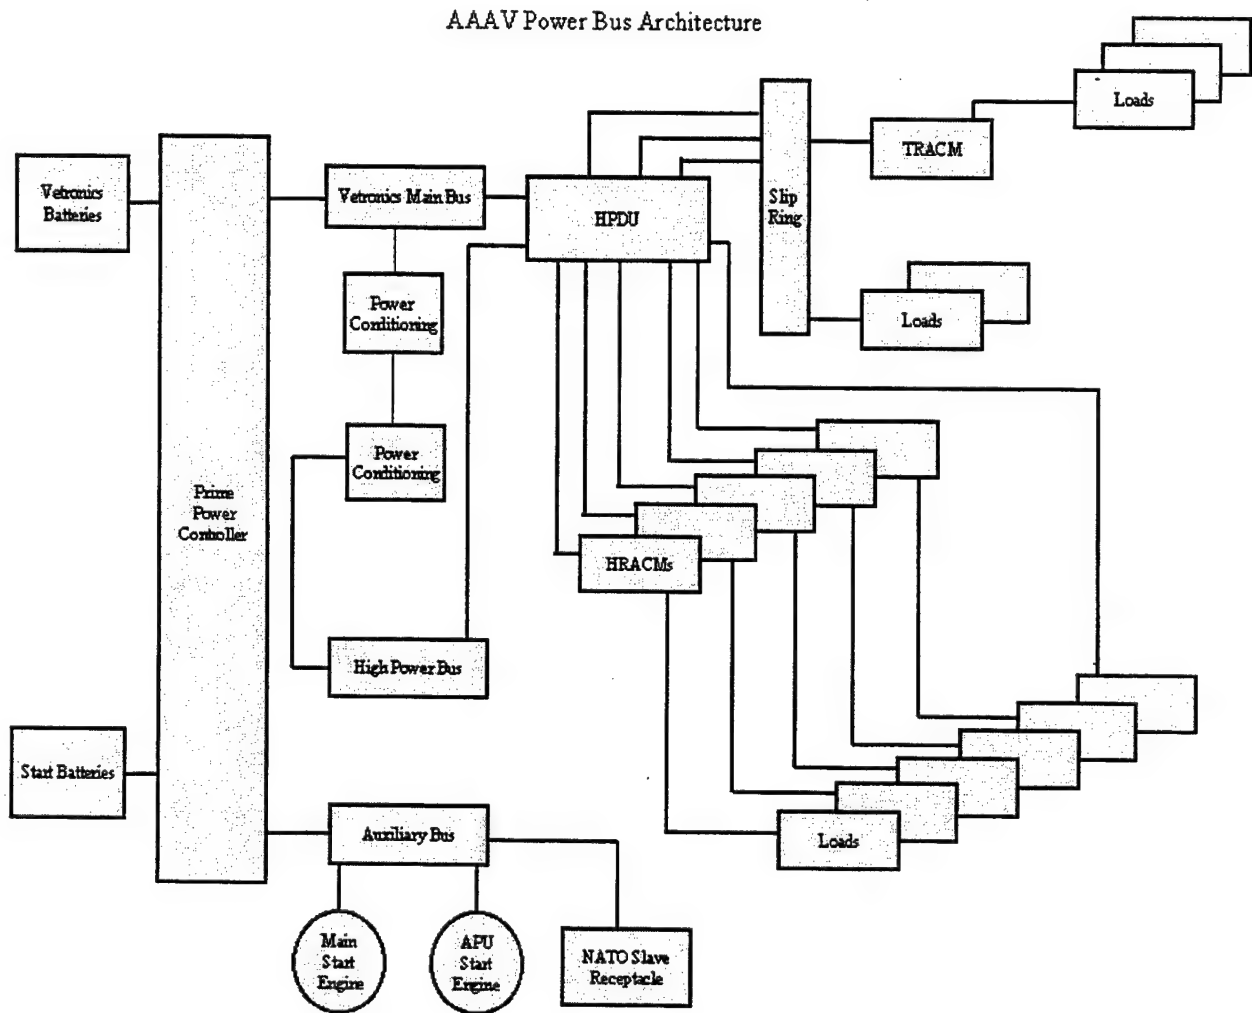 AAAV Power Bus Architecture
Loads
TRACM
Vetronics
Batteries
Vetronics Main Bus
HPDU
Slip
Ring
Power
Conditioning
Loads
Power
Conditioning
Prime
Power
Controller
HRACMs
High Power Bus
Start Batteries
Auxiliary Bus
Loads
Main
Start
Engine
APU
Start
Engine
NATO Slave
Receptacle